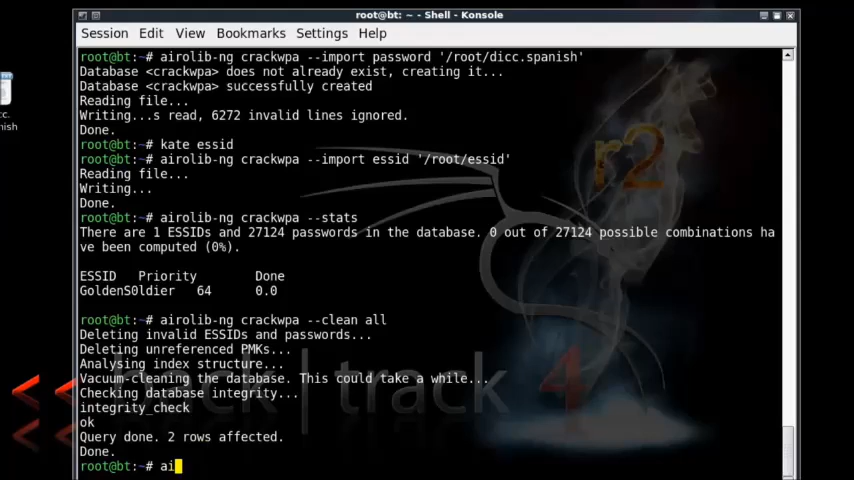 root@bt: ~ - Shell - Konsole
Session Edit View Bookmarks Settings Help
root@bt:~# airolib-ng crackwpa --import password '/root/dicc.spanish'
Database <crackwpa> does not already exist, creating it...
Database <crackwpa> successfully created
Reading file...
Writing...s read, 6272 invalid lines ignored.
Done.
root@bt:~# kate essid
root@bt:~# airolib-ng crackwpa --import essid '/root/essid'
Reading file...
Writing...
Done.
root@bt:~# airolib-ng crackwpa --stats
There are 1 ESSIDs and 27124 passwords in the database. 0 out of 27124 possible combinations ha
ve been computed (0%).
ESSID Priority Done
GoldenS0ldier 64 0.0
root@bt:~# airolib-ng crackwpa --clean all
Deleting invalid ESSIDs and passwords...
Deleting unreferenced PMKs...
Analysing index structure...
Vacuum-cleaning the database. This could take a while...
Checking database integrity...
integrity_check
ok
Query done. 2 rows affected.
Done.
root@bt:~# ai
r2
<< back | track 4